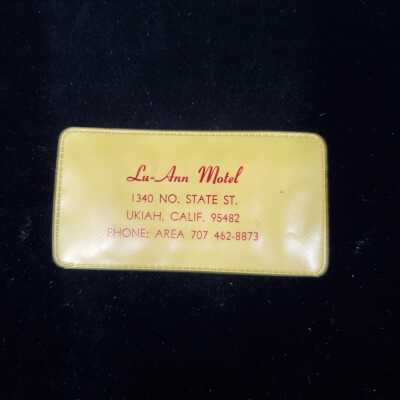 Lu-Ann Motel
1340 NO. STATE ST.
UKIAH, CALIF. 95482
PHONE: AREA 707 462-8873